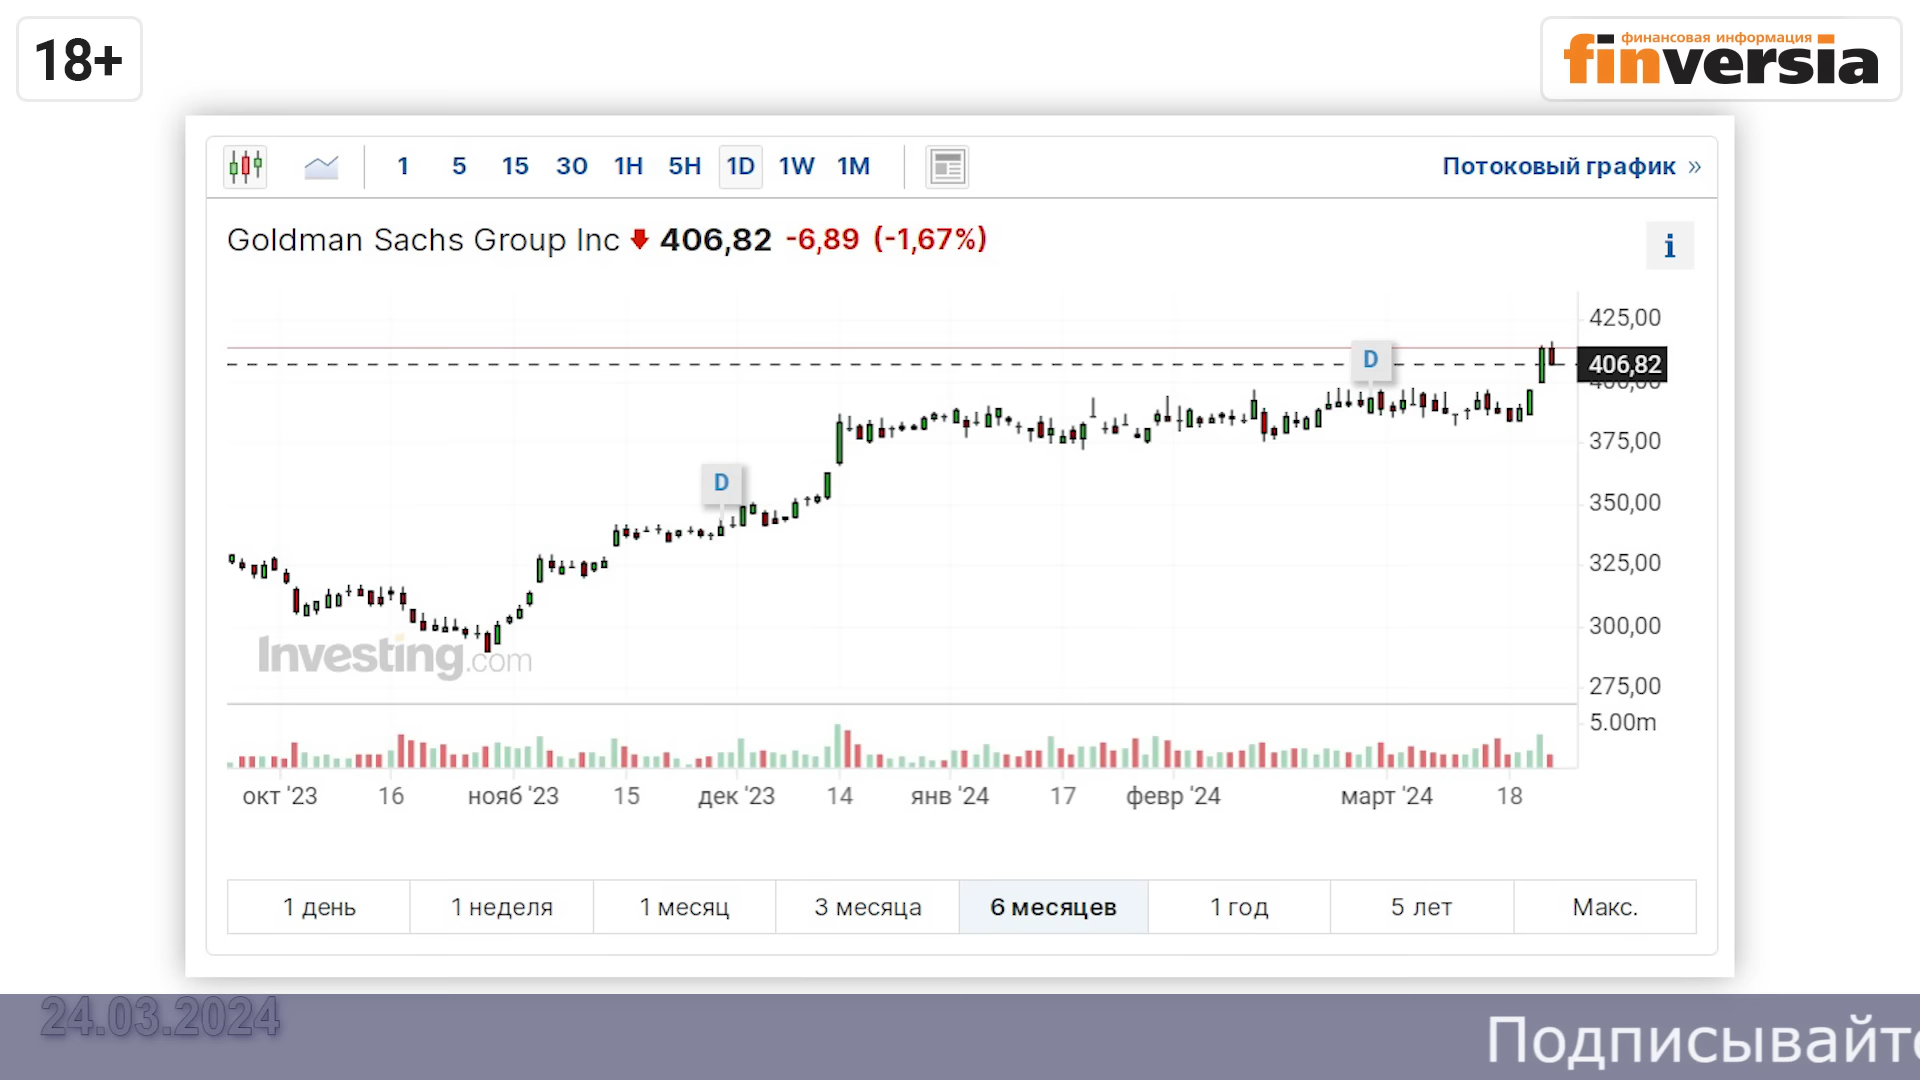 18+
финансовая информация
finversia
1 5 15 30 1H 5H 1D 1W 1M
Потоковый график »
Goldman Sachs Group Inc 406,82 -6,89 (-1,67%)
i
425,00
D
406,82
400,00
375,00
D
350,00
325,00
300,00
Investing.com
275,00
5.00m
окт '23 16 нояб '23 15 дек '23 14 янв '24 17 февр '24 март '24 18
1 день 1 неделя 1 месяц 3 месяца 6 месяцев 1 год 5 лет Макс.
24.03.2024